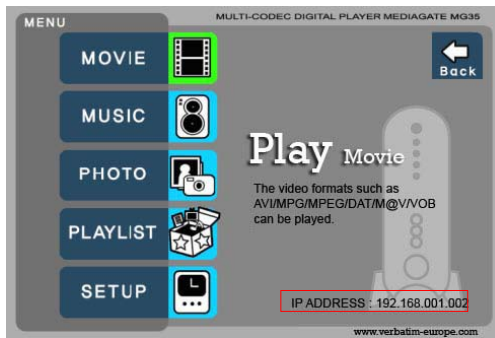 MENU
MULTI-CODEC DIGITAL PLAYER MEDIAGATE MG35
MOVIE
Back
MUSIC
PHOTO
PLAYLIST
SETUP
Play Movie
The video formats such as
AVI/MPG/MPEG/DAT/M@V/VOB
can be played.
IP ADDRESS : 192.168.001.002
www.verbatim-europe.com